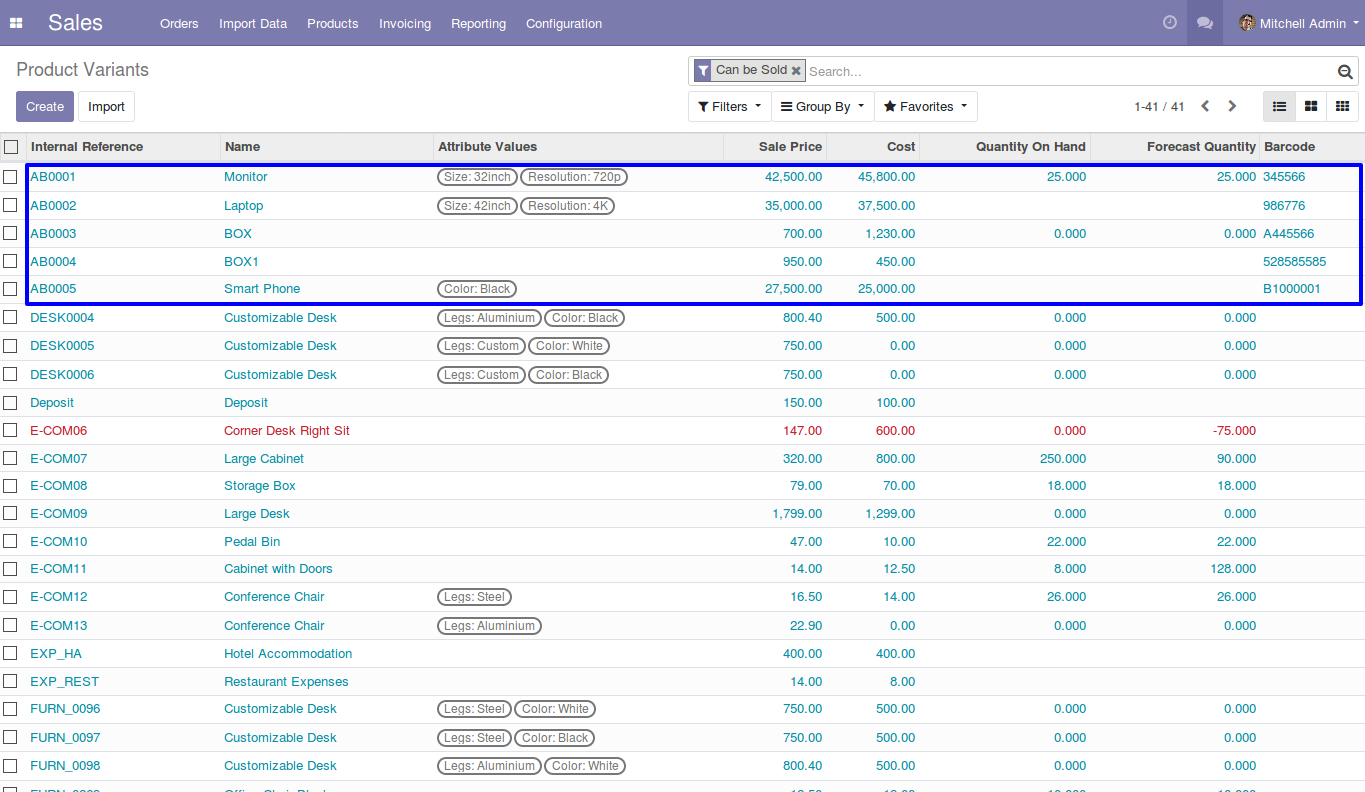 Sales Orders Import Data Products Invoicing Reporting Configuration Mitchell Admin
Product Variants Can be Sold Search...
Create Import Filters Group By Favorites 1-41 / 41
Internal Reference Name Attribute Values Sale Price Cost Quantity On Hand Forecast Quantity Barcode
AB0001 Monitor Size: 32inch Resolution: 720p 42,500.00 45,800.00 25.000 25.000 345566
AB0002 Laptop Size: 42inch Resolution: 4K 35,000.00 37,500.00 986776
AB0003 BOX 700.00 1,230.00 0.000 0.000 A445566
AB0004 BOX1 950.00 450.00 528585585
AB0005 Smart Phone Color: Black 27,500.00 25,000.00 B1000001
DESK0004 Customizable Desk Legs: Aluminium Color: Black 800.40 500.00 0.000 0.000
DESK0005 Customizable Desk Legs: Custom Color: White 750.00 0.00 0.000 0.000
DESK0006 Customizable Desk Legs: Custom Color: Black 750.00 0.00 0.000 0.000
Deposit Deposit 150.00 100.00
E-COM06 Corner Desk Right Sit 147.00 600.00 0.000 -75.000
E-COM07 Large Cabinet 320.00 800.00 250.000 90.000
E-COM08 Storage Box 79.00 70.00 18.000 18.000
E-COM09 Large Desk 1,799.00 1,299.00 0.000 0.000
E-COM10 Pedal Bin 47.00 10.00 22.000 22.000
E-COM11 Cabinet with Doors 14.00 12.50 8.000 128.000
E-COM12 Conference Chair Legs: Steel 16.50 14.00 26.000 26.000
E-COM13 Conference Chair Legs: Aluminium 22.90 0.00 0.000 0.000
EXP_HA Hotel Accommodation 400.00 400.00
EXP_REST Restaurant Expenses 14.00 8.00
FURN_0096 Customizable Desk Legs: Steel Color: White 750.00 500.00 0.000 0.000
FURN_0097 Customizable Desk Legs: Steel Color: Black 750.00 500.00 0.000 0.000
FURN_0098 Customizable Desk Legs: Aluminium Color: White 800.40 500.00 0.000 0.000